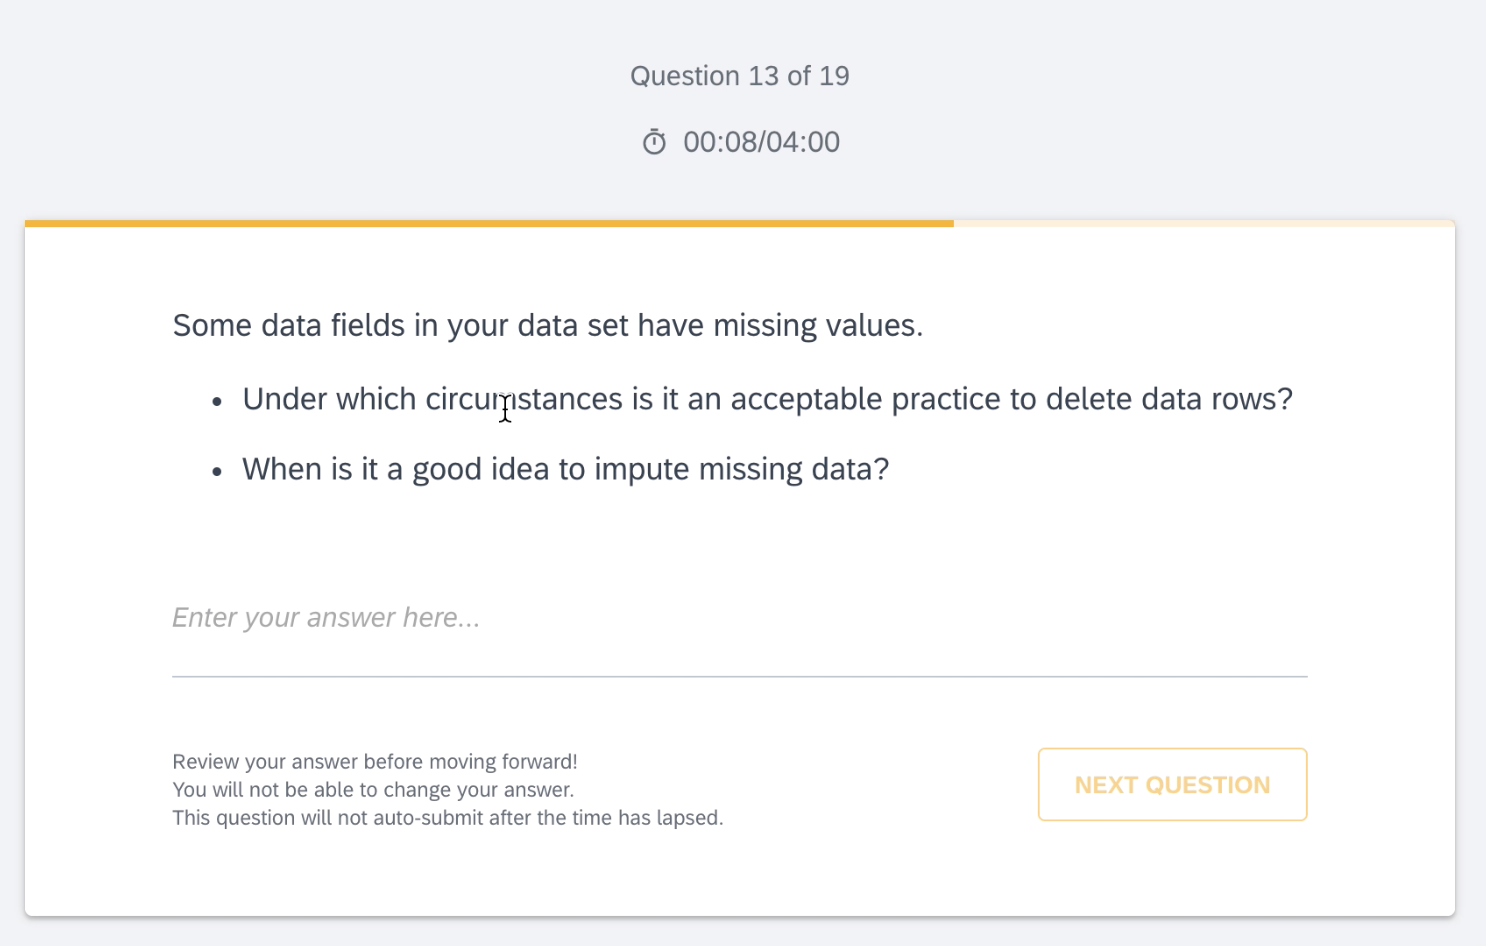 Question 13 of 19
00:08/04:00
Some data fields in your data set have missing values.
• Under which circumstances is it an acceptable practice to delete data rows?
• When is it a good idea to impute missing data?
Enter your answer here...
Review your answer before moving forward!
You will not be able to change your answer.
This question will not auto-submit after the time has lapsed.
NEXT QUESTION